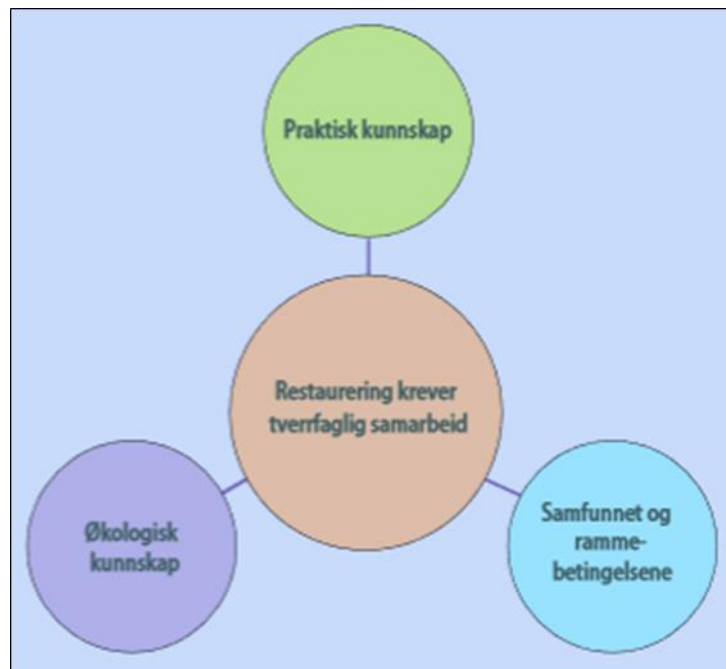 Praktisk kunnskap
Restaurering krever
tverrfaglig samarbeid
Økologisk
kunnskap
Samfunnet og
ramme-
betingelsene